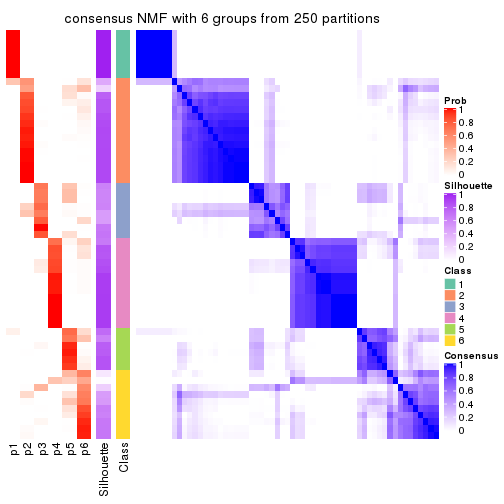 consensus NMF with 6 groups from 250 partitions
Prob
1
0.8
0.6
0.4
0.2
0
Silhouette
1
0.8
0.6
0.4
0.2
0
Class
1
2
3
4
5
6
Consensus
1
0.8
0.6
0.4
0.2
0
p1
p2
p3
p4
p5
p6
Silhouette
Class